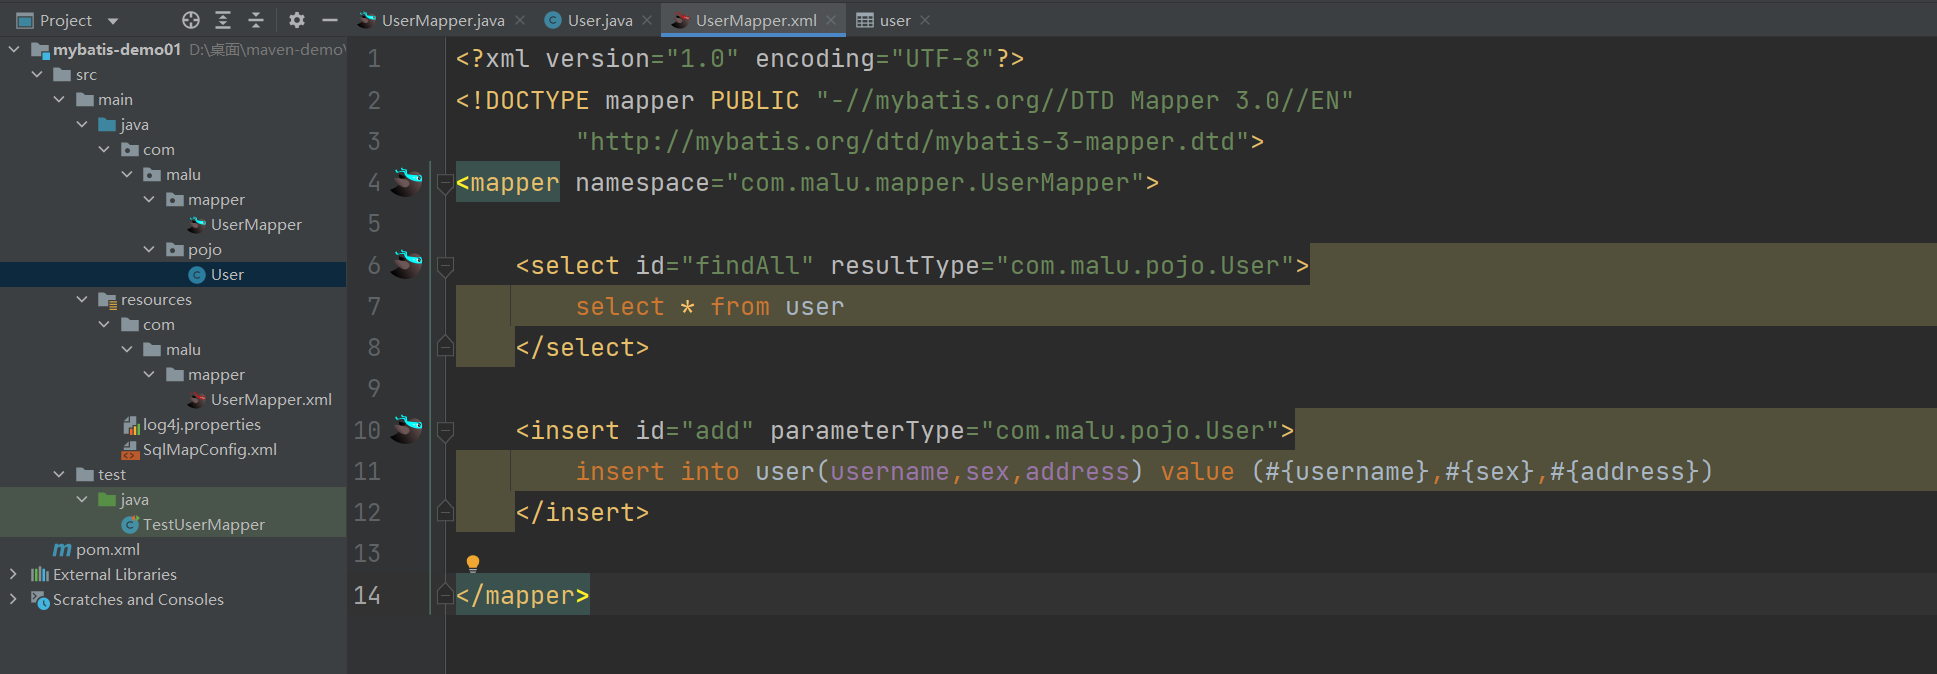 Project
UserMapper.java
User.java
UserMapper.xml
user
mybatis-demo01 D:\桌面\maven-demo\
src
main
java
com
malu
mapper
UserMapper
pojo
User
resources
com
malu
mapper
UserMapper.xml
log4j.properties
SqlMapConfig.xml
test
java
TestUserMapper
pom.xml
External Libraries
Scratches and Consoles
1 <?xml version="1.0" encoding="UTF-8"?>
2 <!DOCTYPE mapper PUBLIC "-//mybatis.org//DTD Mapper 3.0//EN"
3 "http://mybatis.org/dtd/mybatis-3-mapper.dtd">
4 <mapper namespace="com.malu.mapper.UserMapper">
5
6 <select id="findAll" resultType="com.malu.pojo.User">
7 select * from user
8 </select>
9
10 <insert id="add" parameterType="com.malu.pojo.User">
11 insert into user(username,sex,address) value (#{username},#{sex},#{address})
12 </insert>
13
14 </mapper>